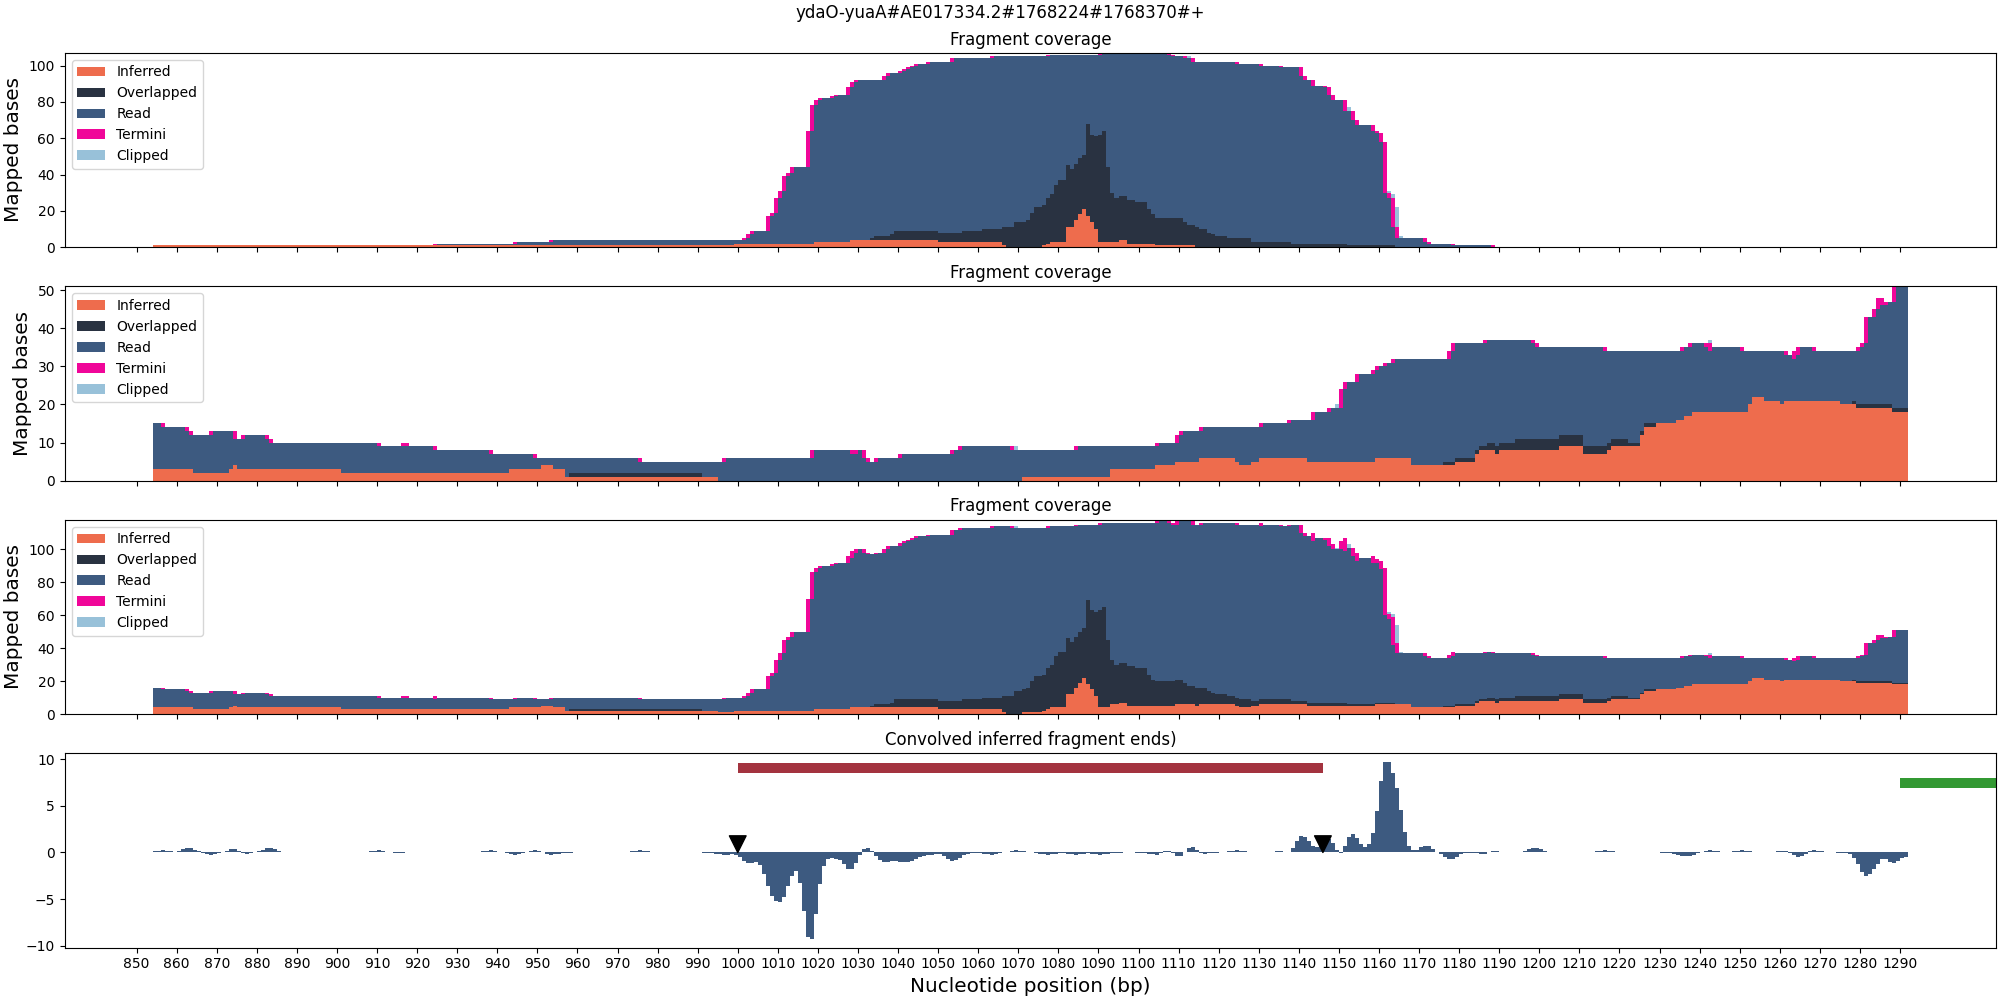 ydaO-yuaA#AE017334.2#1768224#1768370#+
Fragment coverage
Mapped bases
100
80
60
40
20
0
Inferred
Overlapped
Read
Termini
Clipped
Fragment coverage
Mapped bases
50
40
30
20
10
0
Inferred
Overlapped
Read
Termini
Clipped
Fragment coverage
Mapped bases
100
80
60
40
20
0
Inferred
Overlapped
Read
Termini
Clipped
Convolved inferred fragment ends)
10
5
0
−5
−10
850 860 870 880 890 900 910 920 930 940 950 960 970 980 990 1000 1010 1020 1030 1040 1050 1060 1070 1080 1090 1100 1110 1120 1130 1140 1150 1160 1170 1180 1190 1200 1210 1220 1230 1240 1250 1260 1270 1280 1290
Nucleotide position (bp)